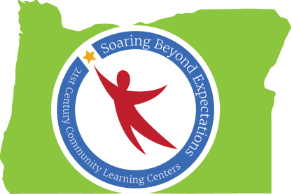 Soaring Beyond Expectations
21st Century Community Learning Centers